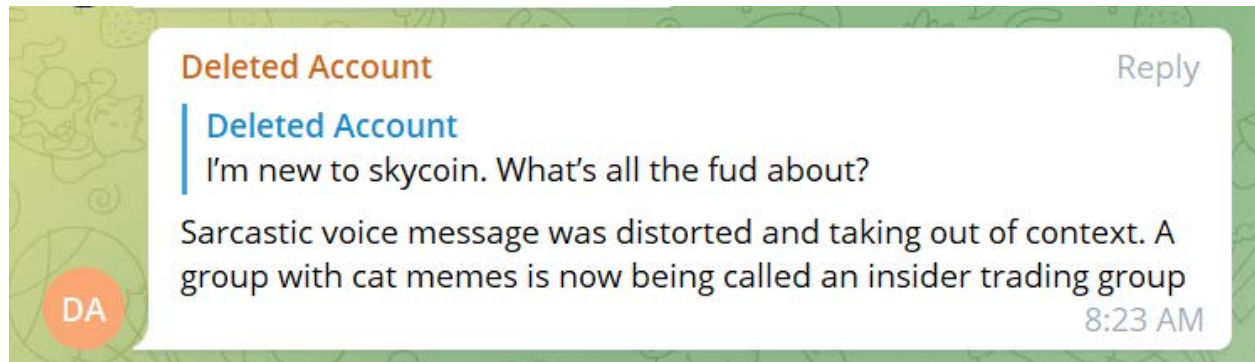 Deleted Account
Reply
Deleted Account
I'm new to skycoin. What's all the fud about?
Sarcastic voice message was distorted and taking out of context. A
group with cat memes is now being called an insider trading group
DA
8:23 AM